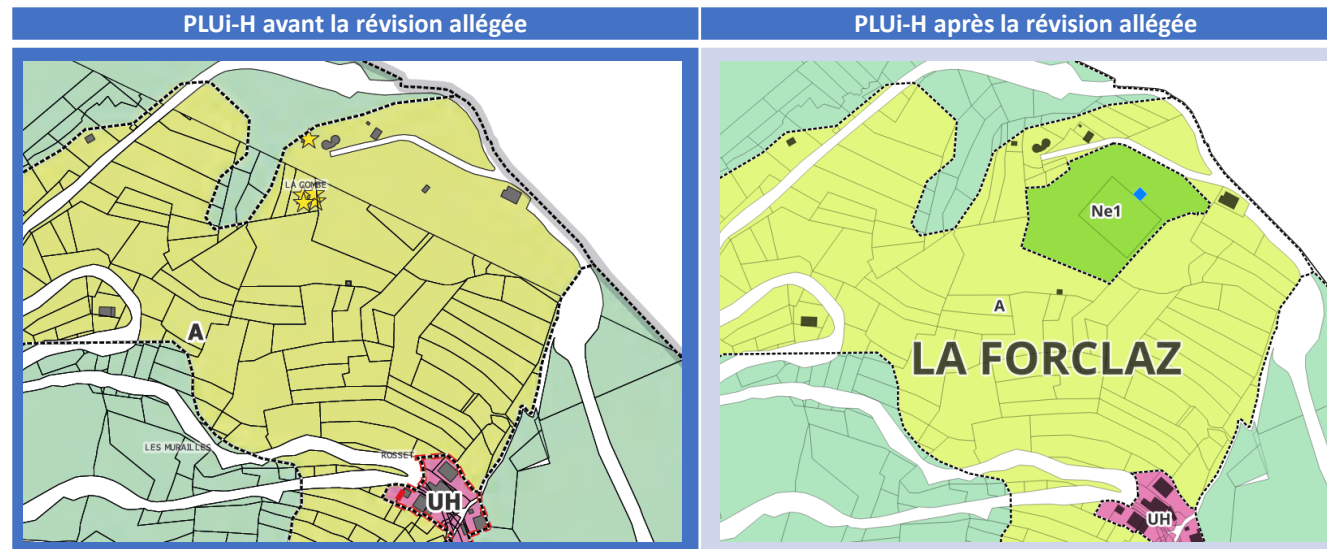 PLUi-H avant la révision allégée
PLUi-H après la révision allégée
LA COMBE
A
LES MURAILLES
ROSSET
UH
Ne1
A
LA FORCLAZ
UH